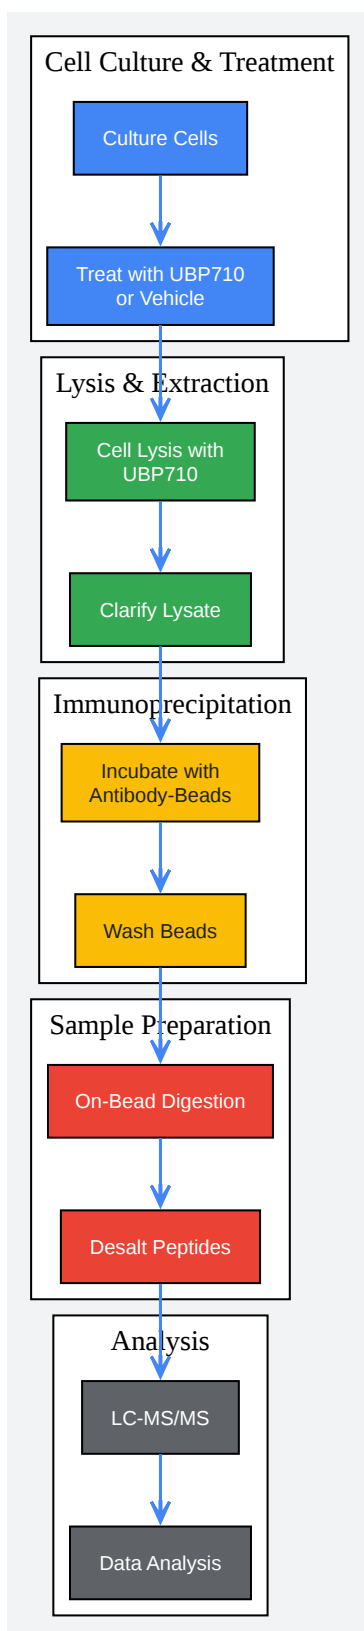 Cell Culture & Treatment
Culture Cells
Treat with UBP710
or Vehicle
Lysis & Extraction
Cell Lysis with
UBP710
Clarify Lysate
Immunoprecipitation
Incubate with
Antibody-Beads
Wash Beads
Sample Preparation
On-Bead Digestion
Desalt Peptides
Analysis
LC-MS/MS
Data Analysis